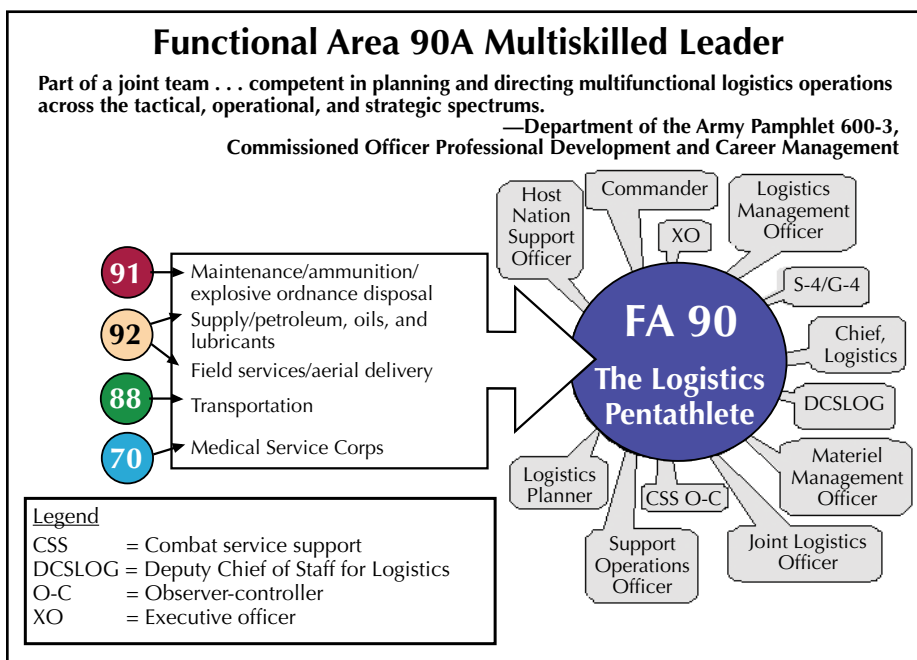 Functional Area 90A Multiskilled Leader
Part of a joint team . . . competent in planning and directing multifunctional logistics operations
across the tactical, operational, and strategic spectrums.
—Department of the Army Pamphlet 600-3,
Commissioned Officer Professional Development and Career Management
Host
Nation
Support
Officer
Commander
XO
Logistics
Management
Officer
S-4/G-4
Chief,
Logistics
DCSLOG
Materiel
Management
Officer
Joint Logistics
Officer
CSS O-C
Support
Operations
Officer
Logistics
Planner
FA 90
The Logistics
Pentathlete
91
Maintenance/ammunition/
explosive ordnance disposal
92
Supply/petroleum, oils, and
lubricants
Field services/aerial delivery
88
Transportation
70
Medical Service Corps
Legend
CSS = Combat service support
DCSLOG = Deputy Chief of Staff for Logistics
O-C = Observer-controller
XO = Executive officer